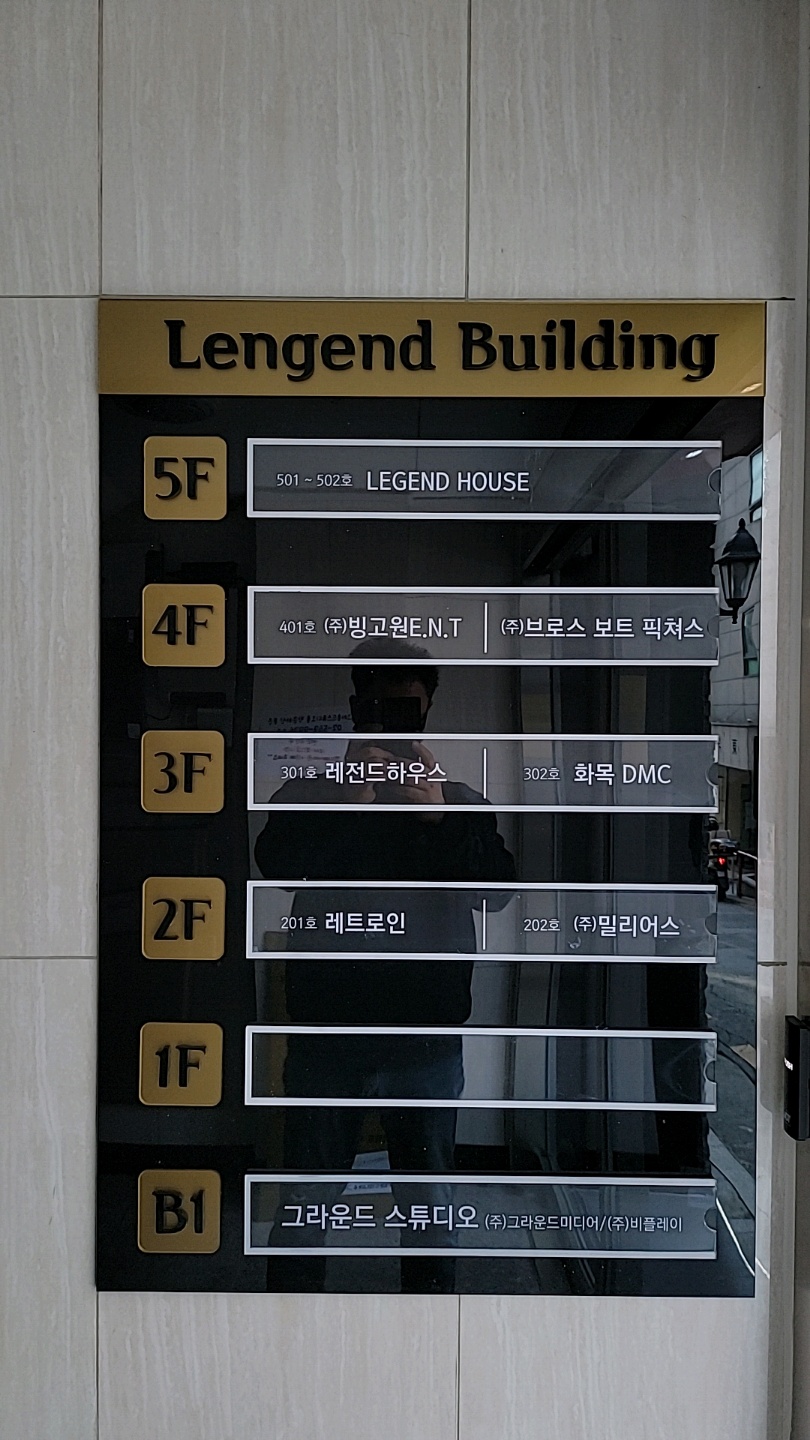 Lengend Building
5F 501 ~ 502호 LEGEND HOUSE
4F 401호 (주)빙고원E.N.T (주)브로스 보트 픽쳐스
3F 301호 레전드하우스 302호 화목 DMC
2F 201호 레트로인 202호 (주)밀리어스
1F
B1 그라운드 스튜디오 (주)그라운드미디어/(주)비플레이